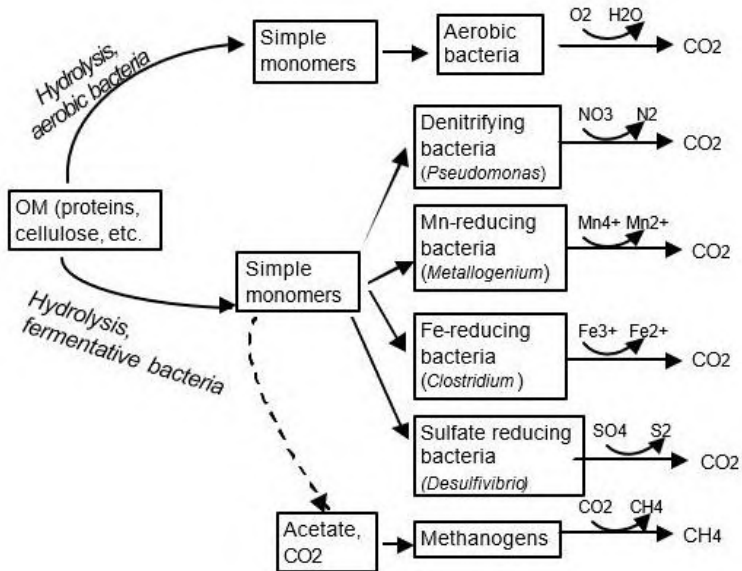 Hydrolysis,
aerobic bacteria
Simple
monomers
Aerobic
bacteria
O2 H2O
CO2
Denitrifying
bacteria
(Pseudomonas)
NO3 N2
CO2
OM (proteins,
cellulose, etc.
Mn-reducing
bacteria
(Metallogenium)
Mn4+ Mn2+
CO2
Simple
monomers
Hydrolysis,
fermentative bacteria
Fe-reducing
bacteria
(Clostridium )
Fe3+ Fe2+
CO2
Sulfate reducing
bacteria
(Desulfivibrio)
SO4 S2
CO2
Acetate,
CO2
Methanogens
CO2 CH4
CH4